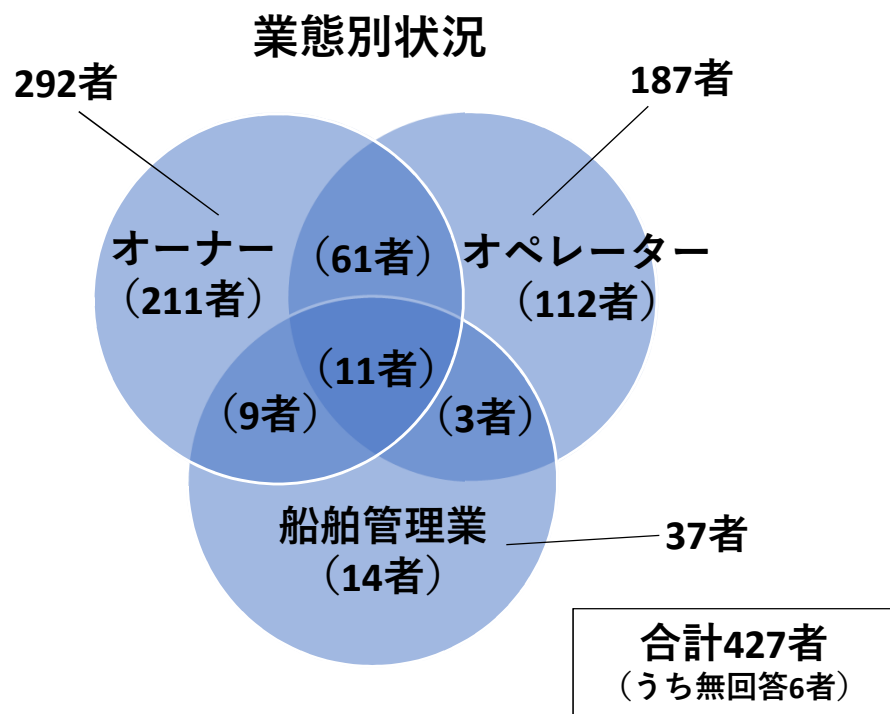 業態別状況
292者
187者
オーナー
（211者）
（61者）
オペレーター
（112者）
（11者）
（9者）
（3者）
船舶管理業
（14者）
37者
合計427者
（うち無回答6者）